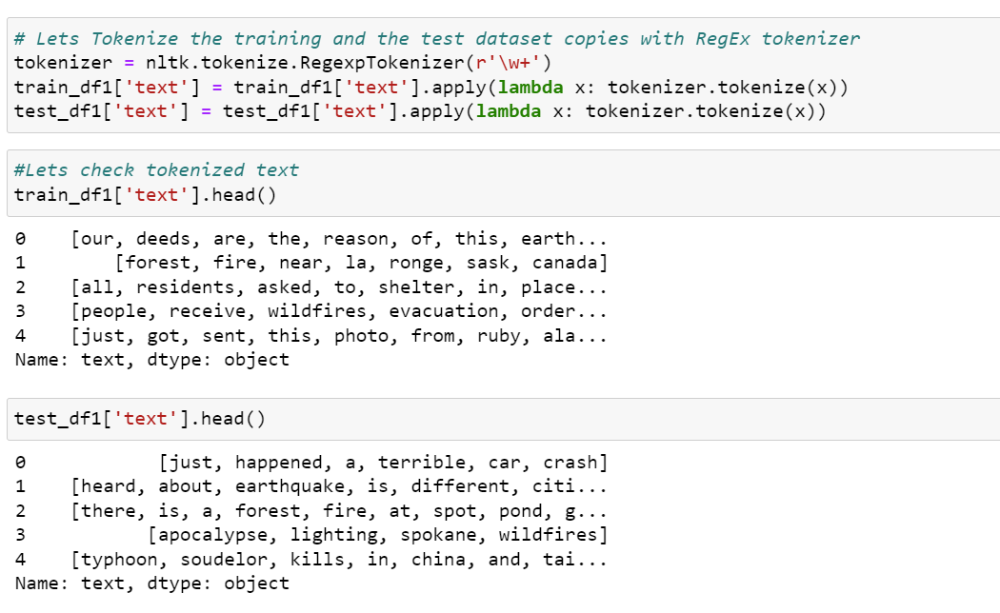 # Lets Tokenize the training and the test dataset copies with RegEx tokenizer
tokenizer = nltk.tokenize.RegexpTokenizer(r'\w+')
train_df1['text'] = train_df1['text'].apply(lambda x: tokenizer.tokenize(x))
test_df1['text'] = test_df1['text'].apply(lambda x: tokenizer.tokenize(x))
#Lets check tokenized text
train_df1['text'].head()
0    [our, deeds, are, the, reason, of, this, earth...
1        [forest, fire, near, la, ronge, sask, canada]
2    [all, residents, asked, to, shelter, in, place...
3    [people, receive, wildfires, evacuation, order...
4    [just, got, sent, this, photo, from, ruby, ala...
Name: text, dtype: object
test_df1['text'].head()
0            [just, happened, a, terrible, car, crash]
1    [heard, about, earthquake, is, different, citi...
2    [there, is, a, forest, fire, at, spot, pond, g...
3           [apocalypse, lighting, spokane, wildfires]
4    [typhoon, soudelor, kills, in, china, and, tai...
Name: text, dtype: object